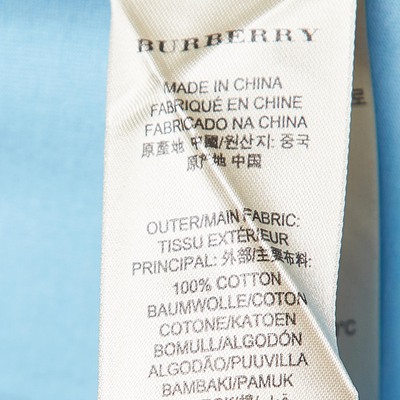 BURBERRY
MADE IN CHINA
FABRIQUÉ EN CHINE
FABRICADO NA CHINA
原產地 中國/원산지: 중국
原产地 中国
OUTER/MAIN FABRIC:
TISSU EXTÉRIEUR
PRINCIPAL: 外部/主要布料:
100% COTTON
BAUMWOLLE/COTON
COTONE/KATOEN
BOMULL/ALGODÓN
ALGODÃO/PUUVILLA
BAMBAKI/PAMUK